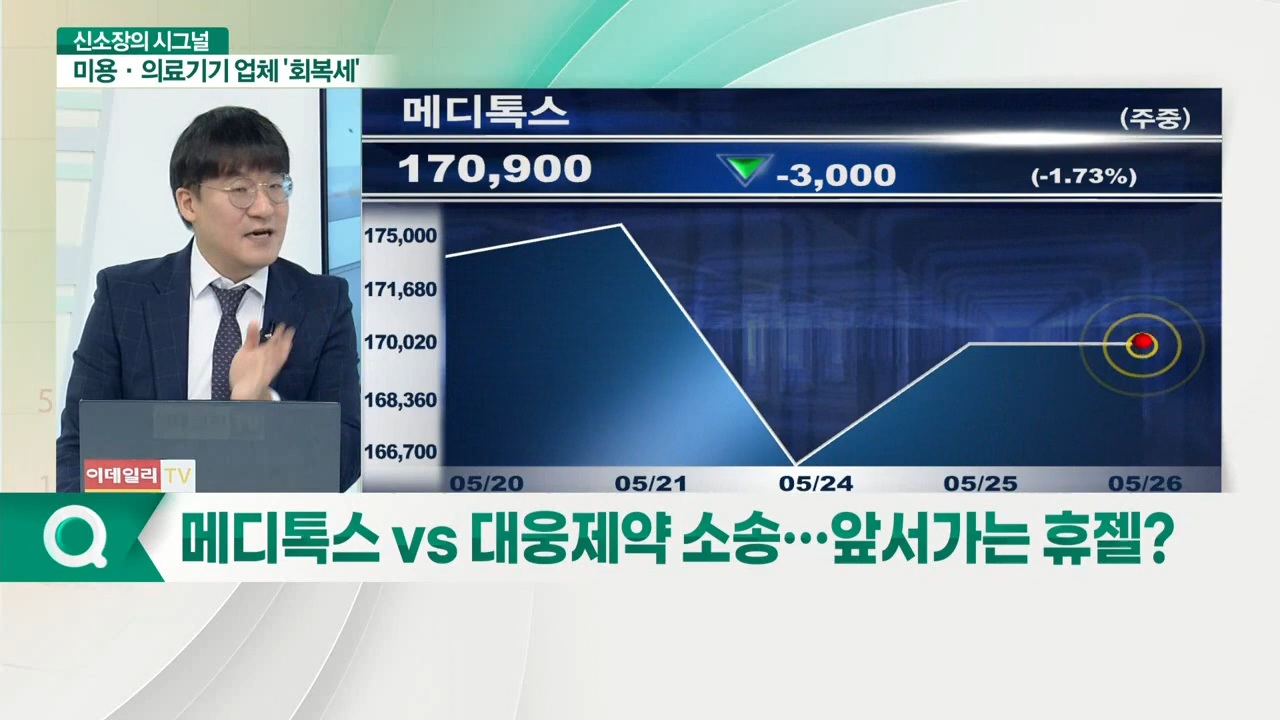 신소장의 시그널
미용·의료기기 업체 '회복세'
메디톡스
(주중)
170,900
-3,000
(-1.73%)
175,000
171,680
170,020
168,360
166,700
05/20
05/21
05/24
05/25
05/26
5
1
이데일리 TV
메디톡스 vs 대웅제약 소송…앞서가는 휴젤?